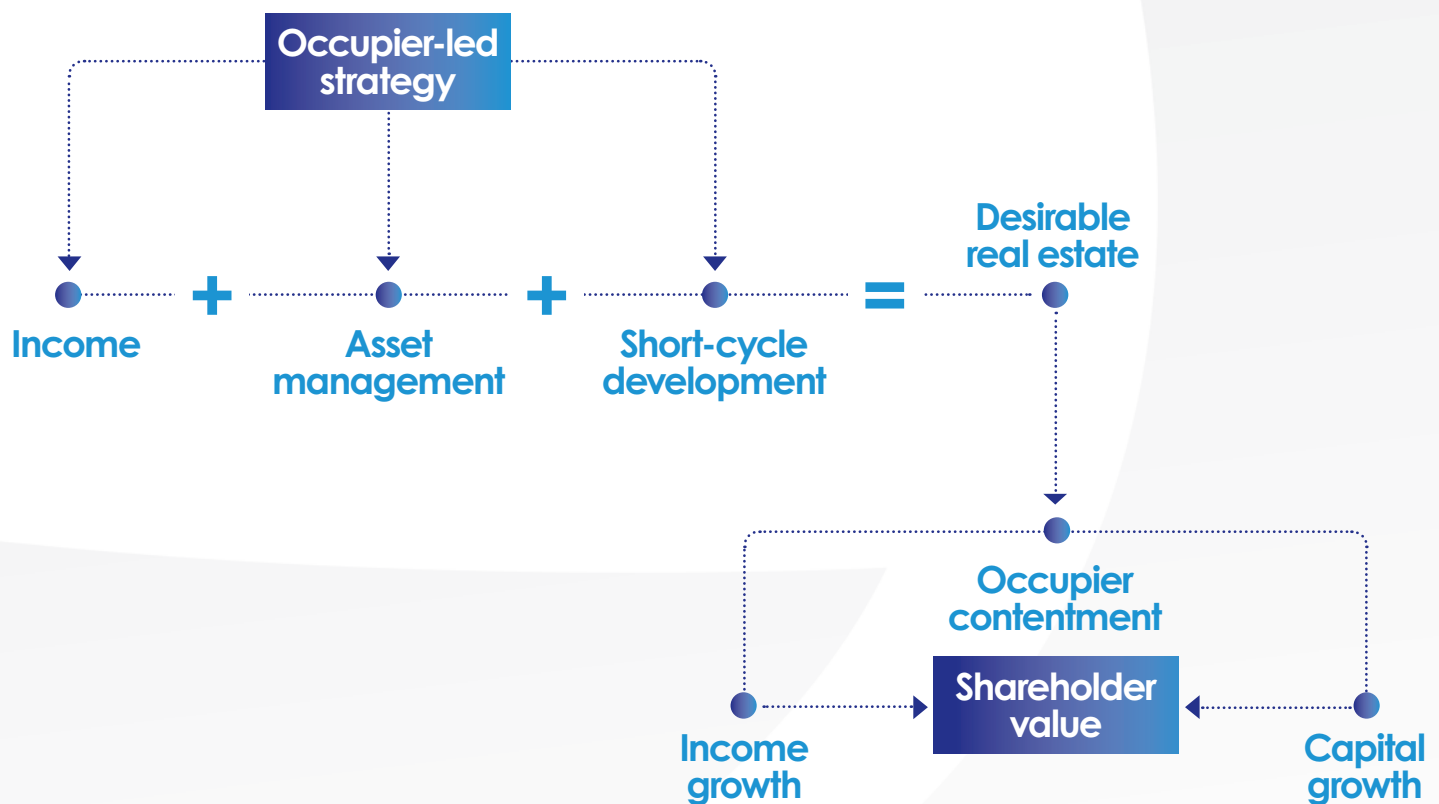 Occupier-led
strategy
Income
+
Asset
management
+
Short-cycle
development
=
Desirable
real estate
Occupier
contentment
Shareholder
value
Income
growth
Capital
growth